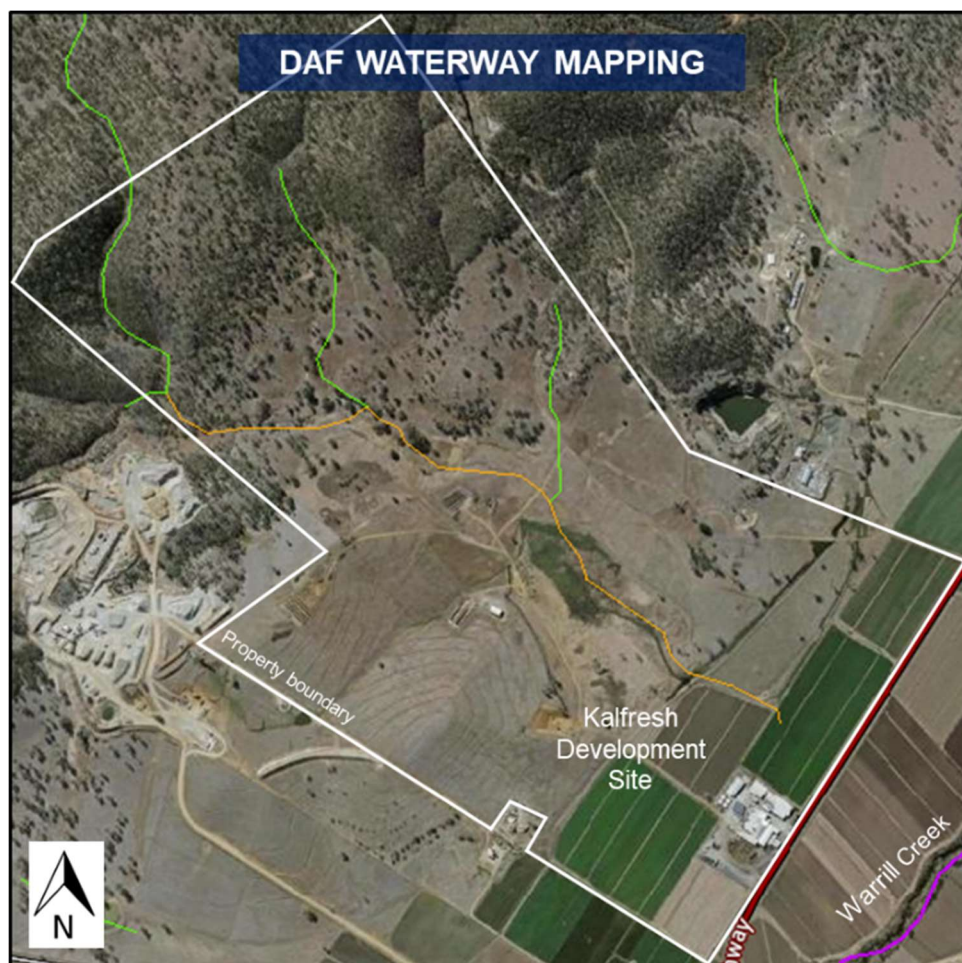 DAF WATERWAY MAPPING
Property boundary
Kalfresh
Development
Site
Warrill Creek
N